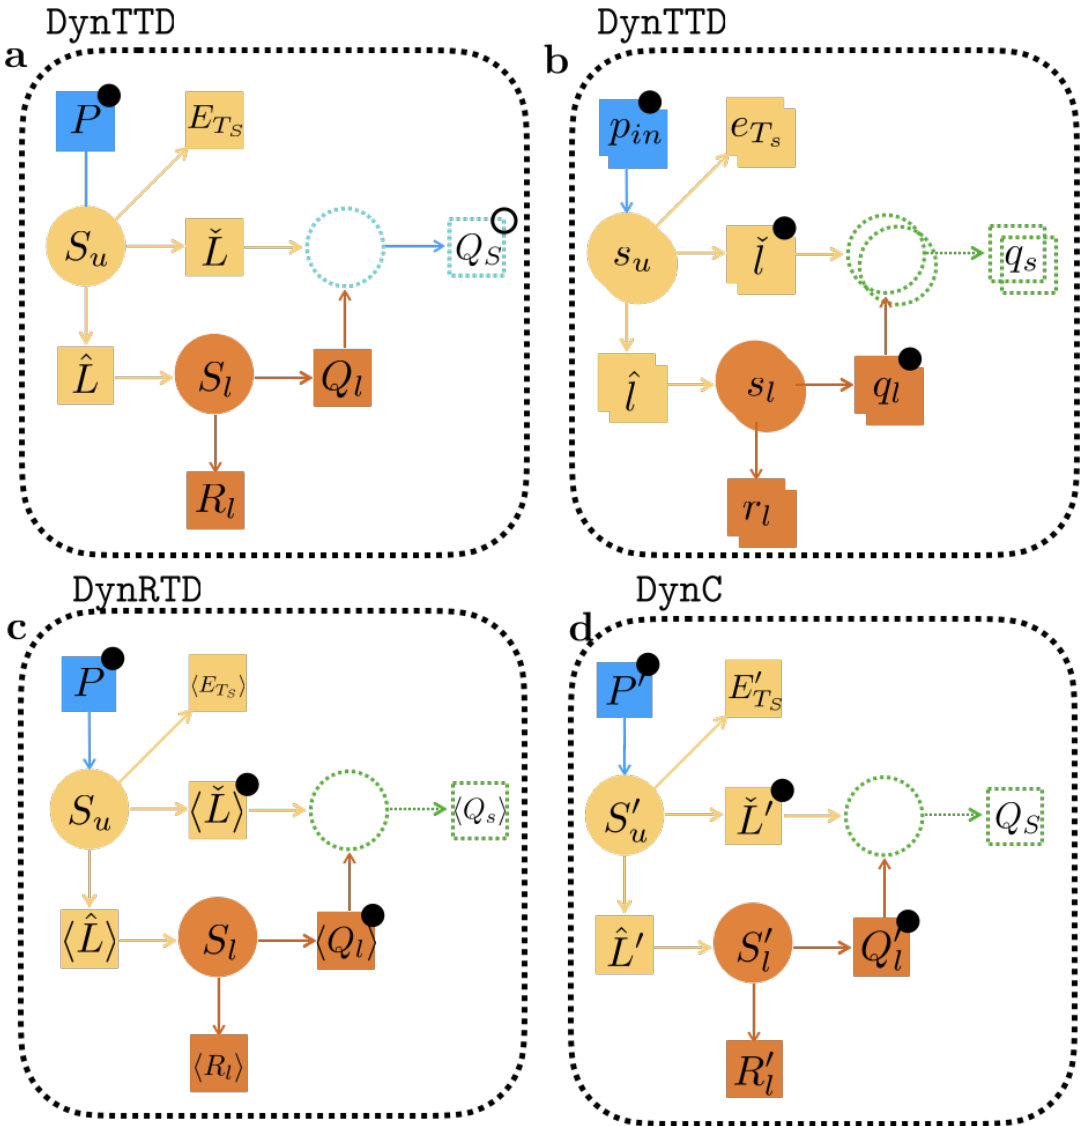 DynTTD
a
P
E_{T_S}
S_u
Ľ
Q_S
L̂
S_l
Q_l
R_l
DynTTD
b
p_{in}
e_{T_s}
s_u
ľ
q_s
l̂
s_l
q_l
r_l
DynRTD
c
P
⟨E_{T_S}⟩
S_u
⟨Ľ⟩
⟨Q_s⟩
⟨L̂⟩
S_l
⟨Q_l⟩
⟨R_l⟩
DynC
d
P′
E′_{T_S}
S′_u
Ľ′
Q_S
L̂′
S′_l
Q′_l
R′_l